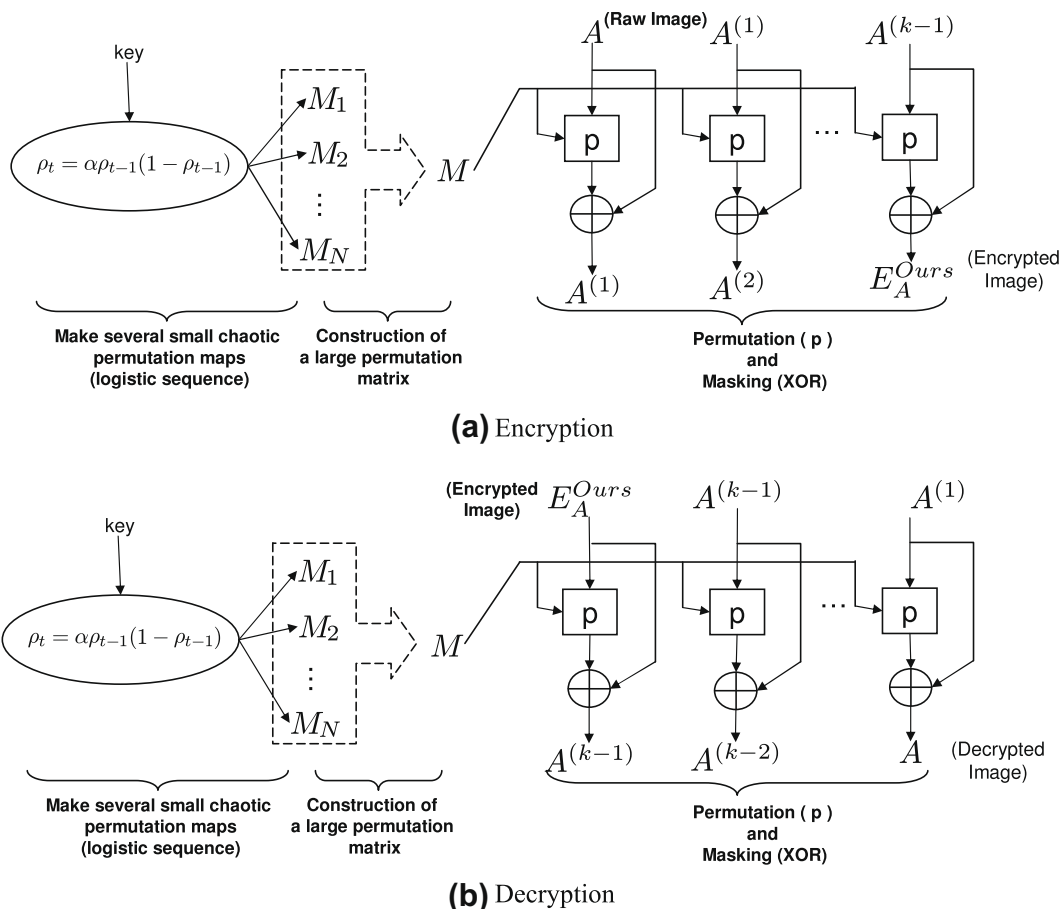 key
ρ_t = αρ_{t−1}(1 − ρ_{t−1})
M_1
M_2
⋮
M_N
M
A (Raw Image)
A^{(1)}
A^{(k−1)}
p
p
...
p
A^{(1)}
A^{(2)}
E_A^{Ours}
(Encrypted
Image)
Make several small chaotic
permutation maps
(logistic sequence)
Construction of
a large permutation
matrix
Permutation ( p )
and
Masking (XOR)
(a) Encryption
key
ρ_t = αρ_{t−1}(1 − ρ_{t−1})
M_1
M_2
⋮
M_N
M
(Encrypted
Image)
E_A^{Ours}
A^{(k−1)}
A^{(1)}
p
p
...
p
A^{(k−1)}
A^{(k−2)}
A
(Decrypted
Image)
Make several small chaotic
permutation maps
(logistic sequence)
Construction of
a large permutation
matrix
Permutation ( p )
and
Masking (XOR)
(b) Decryption